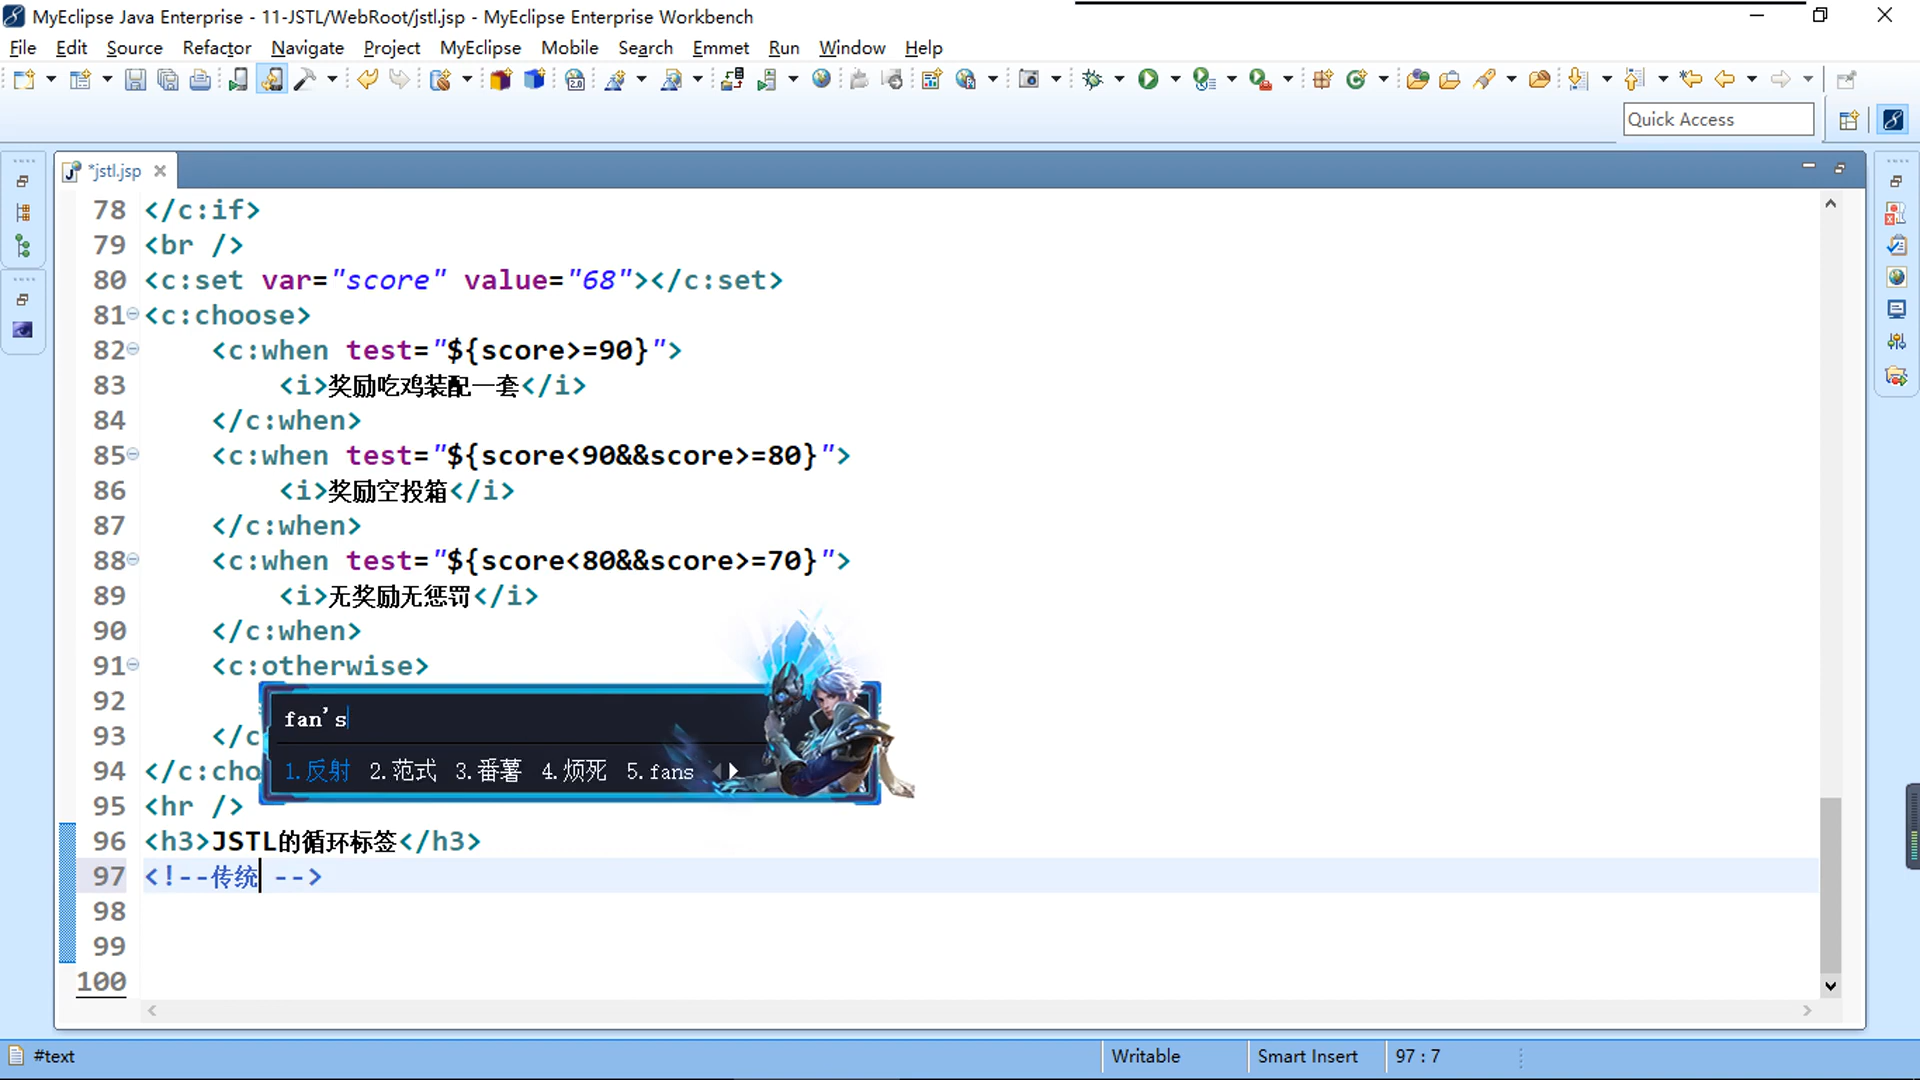 MyEclipse Java Enterprise - 11-JSTL/WebRoot/jstl.jsp - MyEclipse Enterprise Workbench
File Edit Source Refactor Navigate Project MyEclipse Mobile Search Emmet Run Window Help
Quick Access
*jstl.jsp
78 </c:if>
79 <br />
80 <c:set var="score" value="68"></c:set>
81 <c:choose>
82 <c:when test="${score>=90}">
83 <i>奖励吃鸡装配一套</i>
84 </c:when>
85 <c:when test="${score<90&&score>=80}">
86 <i>奖励空投箱</i>
87 </c:when>
88 <c:when test="${score<80&&score>=70}">
89 <i>无奖励无惩罚</i>
90 </c:when>
91 <c:otherwise>
92
93 </c
94 </c:cho
fan's
1.反射 2.范式 3.番薯 4.烦死 5.fans
95 <hr />
96 <h3>JSTL的循环标签</h3>
97 <!--传统 -->
98
99
100
#text Writable Smart Insert 97 : 7